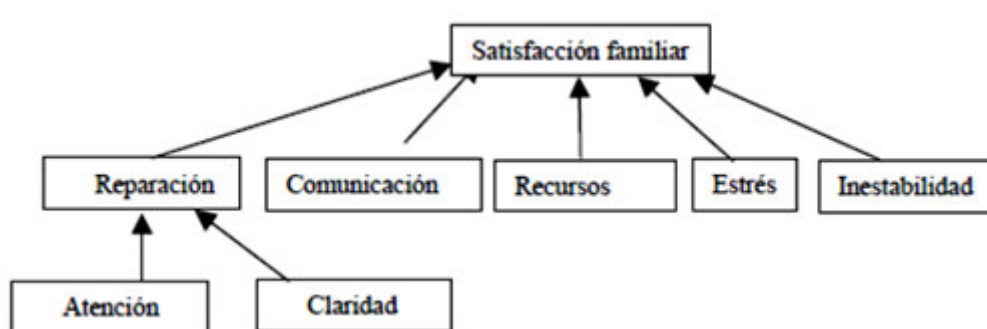 Satisfacción familiar
Reparación
Comunicación
Recursos
Estrés
Inestabilidad
Atención
Claridad